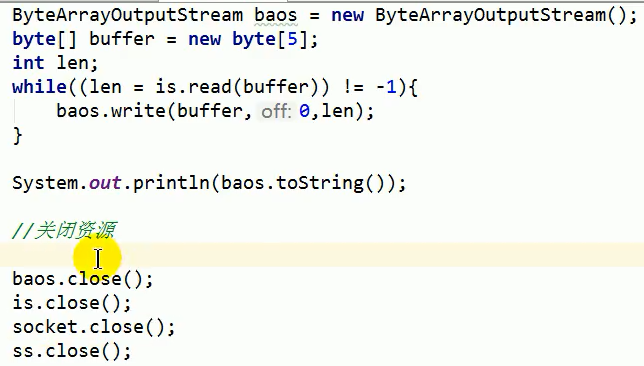 ByteArrayOutputStream baos = new ByteArrayOutputStream();
byte[] buffer = new byte[5];
int len;
while((len = is.read(buffer)) != -1){
    baos.write(buffer, off: 0,len);
}
System.out.println(baos.toString());
//关闭资源
baos.close();
is.close();
socket.close();
ss.close();